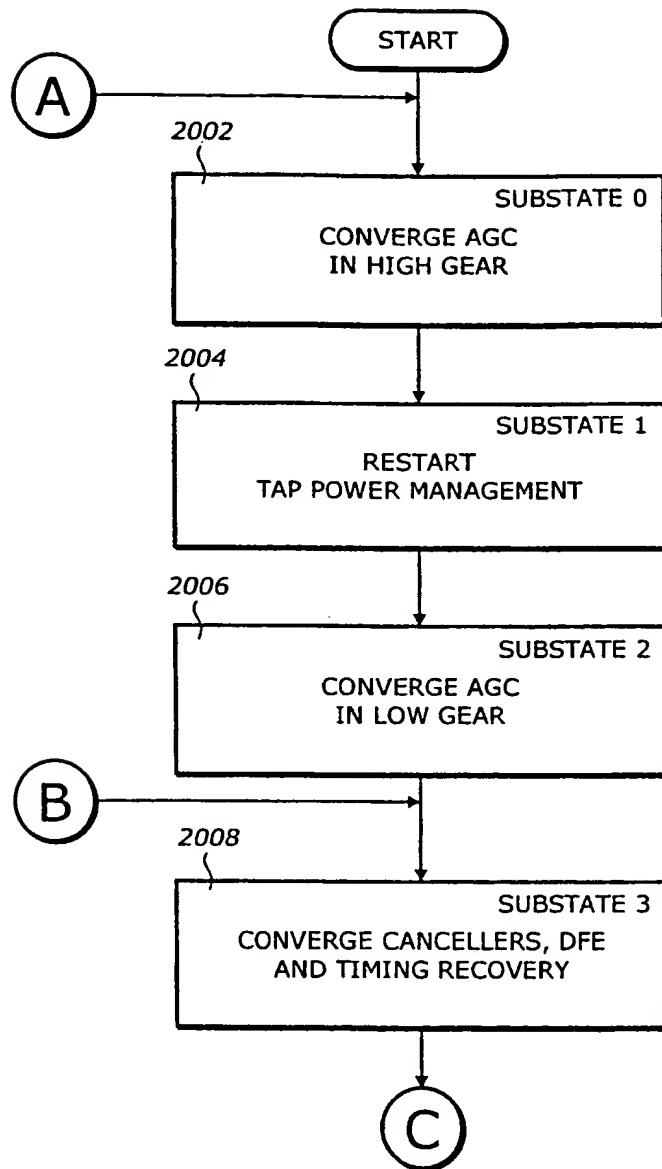 START
A
2002
SUBSTATE 0
CONVERGE AGC
IN HIGH GEAR
2004
SUBSTATE 1
RESTART
TAP POWER MANAGEMENT
2006
SUBSTATE 2
CONVERGE AGC
IN LOW GEAR
B
2008
SUBSTATE 3
CONVERGE CANCELLERS, DFE
AND TIMING RECOVERY
C